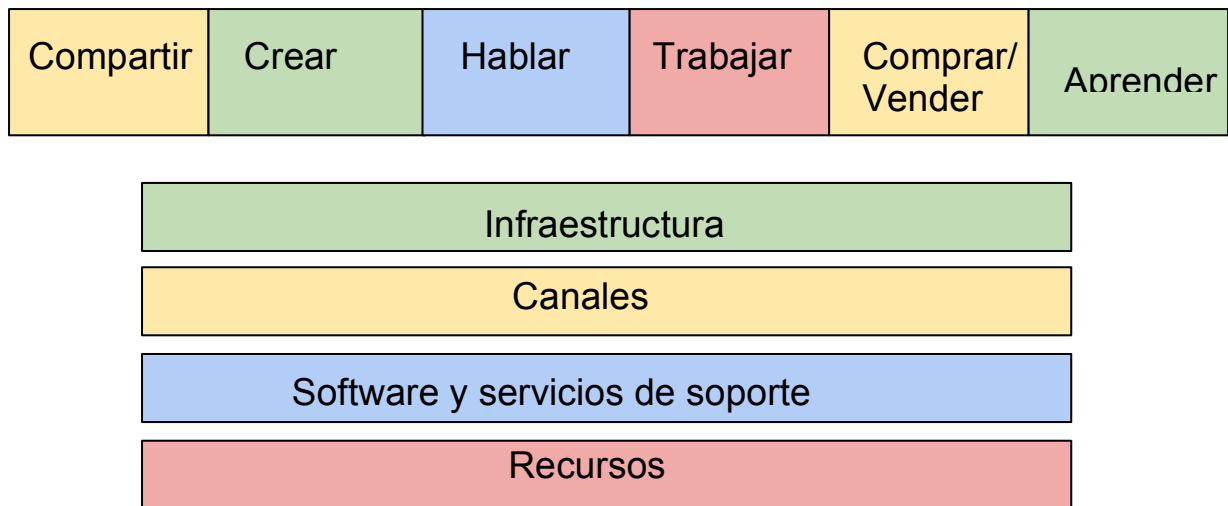 Compartir
Crear
Hablar
Trabajar
Comprar/
Vender
Aprender
Infraestructura
Canales
Software y servicios de soporte
Recursos